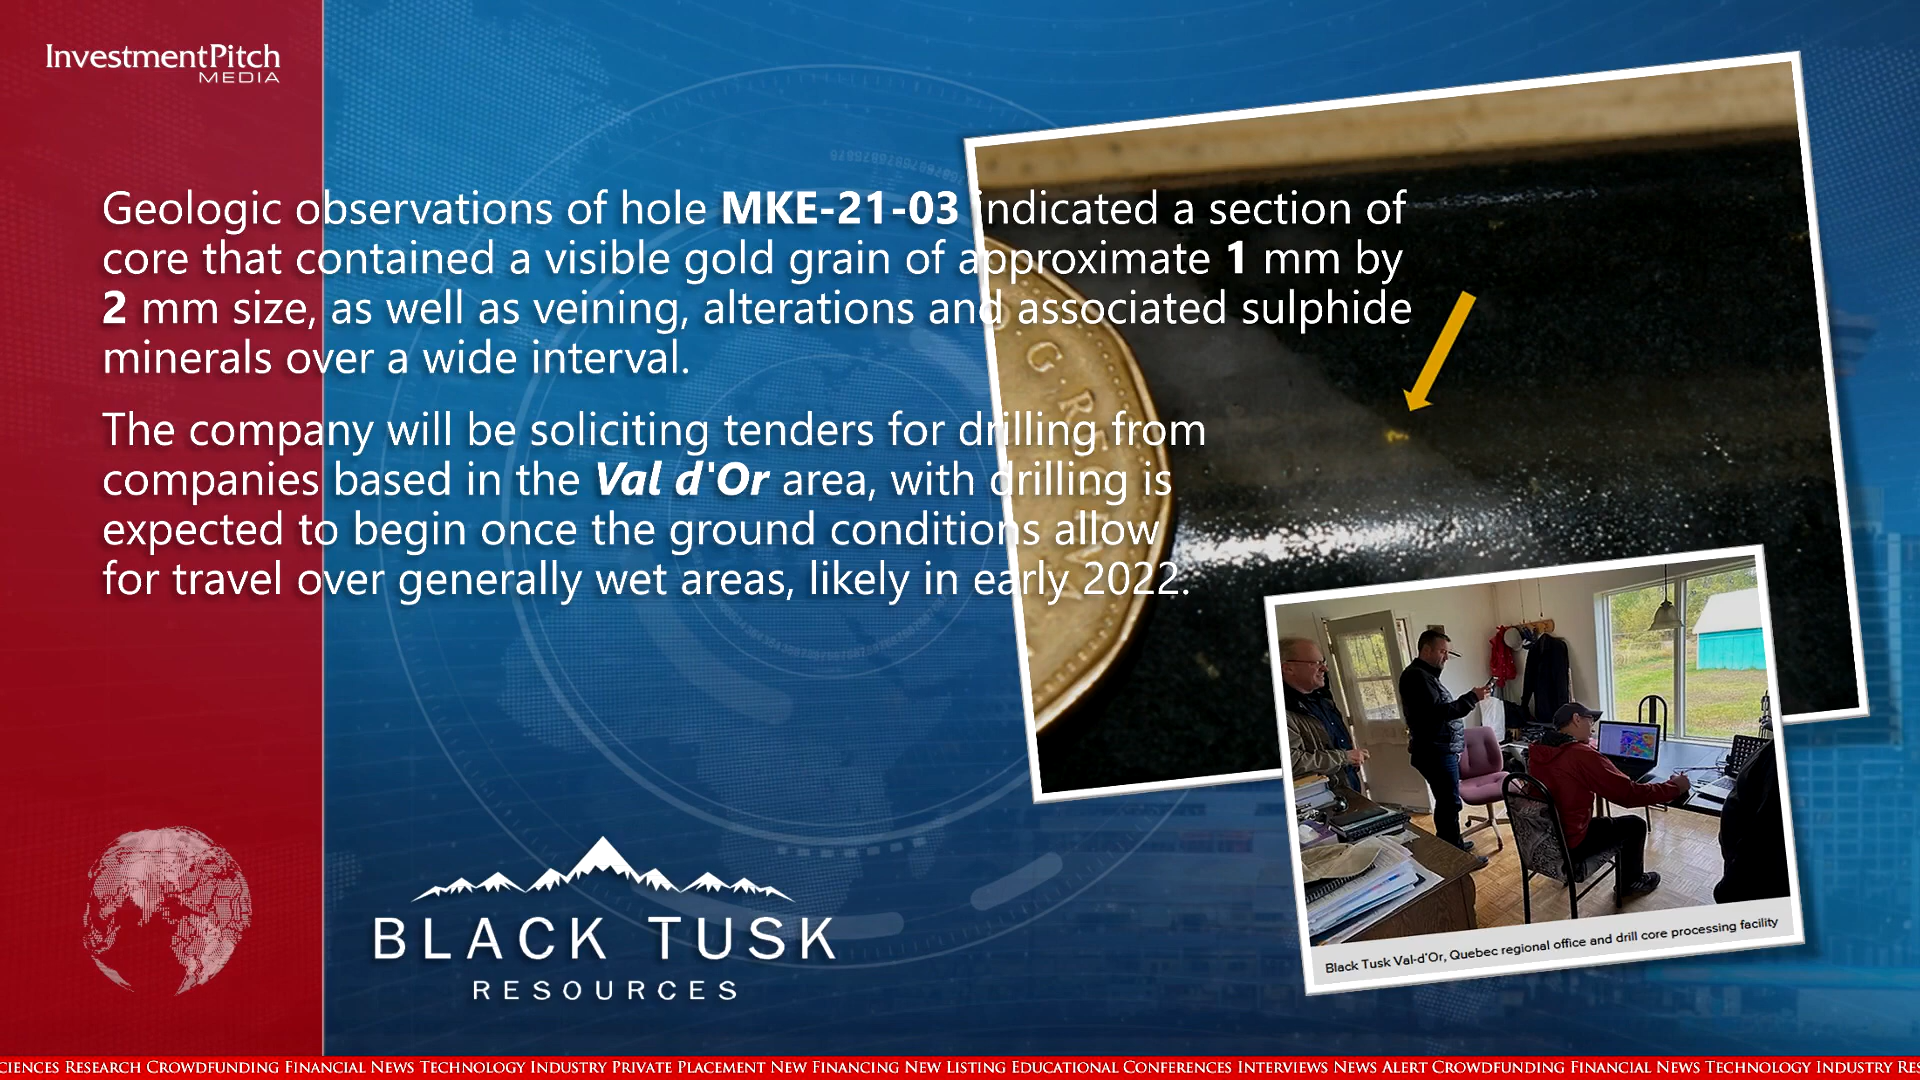 InvestmentPitch
MEDIA
Geologic observations of hole MKE-21-03 indicated a section of
core that contained a visible gold grain of approximate 1 mm by
2 mm size, as well as veining, alterations and associated sulphide
minerals over a wide interval.
The company will be soliciting tenders for drilling from
companies based in the Val d'Or area, with drilling is
expected to begin once the ground conditions allow
for travel over generally wet areas, likely in early 2022.
BLACK TUSK
RESOURCES
Black Tusk Val-d'Or, Quebec regional office and drill core processing facility
CIENCES RESEARCH CROWDFUNDING FINANCIAL NEWS TECHNOLOGY INDUSTRY PRIVATE PLACEMENT NEW FINANCING NEW LISTING EDUCATIONAL CONFERENCES INTERVIEWS NEWS ALERT CROWDFUNDING FINANCIAL NEWS TECHNOLOGY INDUSTRY RES